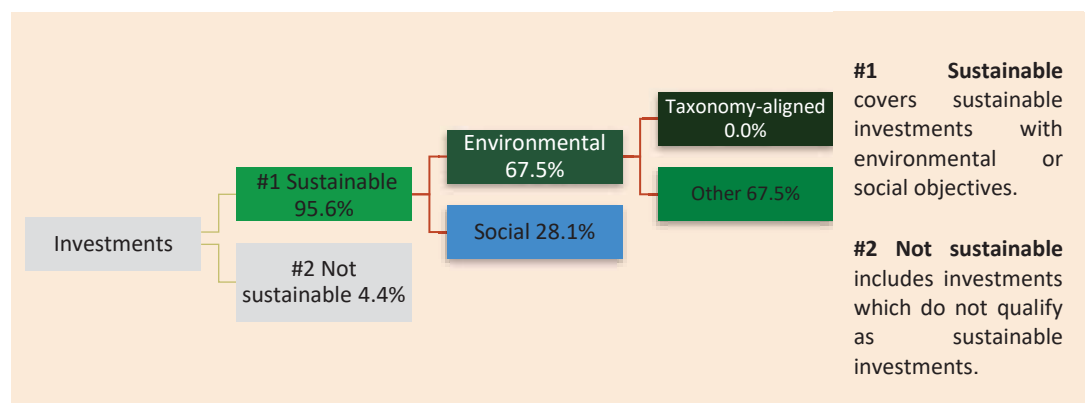 Investments
#1 Sustainable
95.6%
#2 Not
sustainable 4.4%
Environmental
67.5%
Social 28.1%
Taxonomy-aligned
0.0%
Other 67.5%
#1 Sustainable
covers sustainable
investments with
environmental or
social objectives.
#2 Not sustainable
includes investments
which do not qualify
as sustainable
investments.